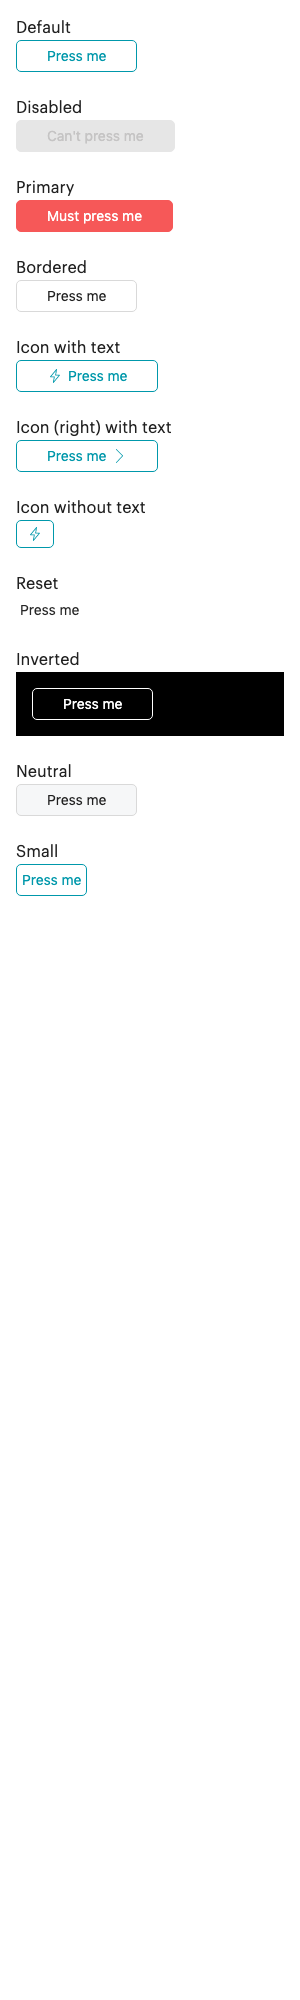 Default
Press me
Disabled
Can't press me
Primary
Must press me
Bordered
Press me
Icon with text
Press me
Icon (right) with text
Press me
Icon without text
Reset
Press me
Inverted
Press me
Neutral
Press me
Small
Press me